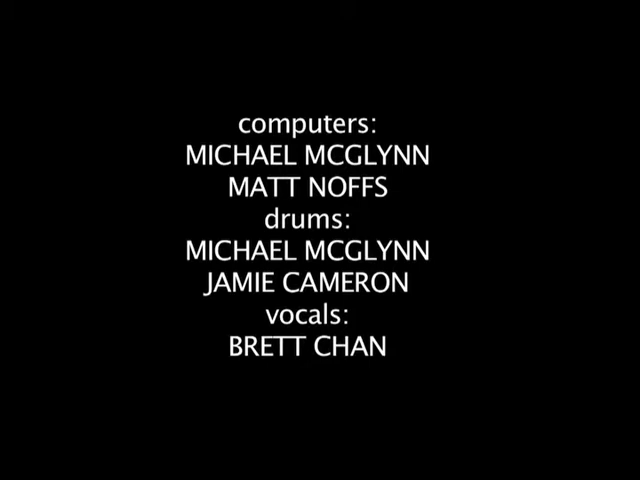 computers:
MICHAEL MCGLYNN
MATT NOFFS
drums:
MICHAEL MCGLYNN
JAMIE CAMERON
vocals:
BRETT CHAN